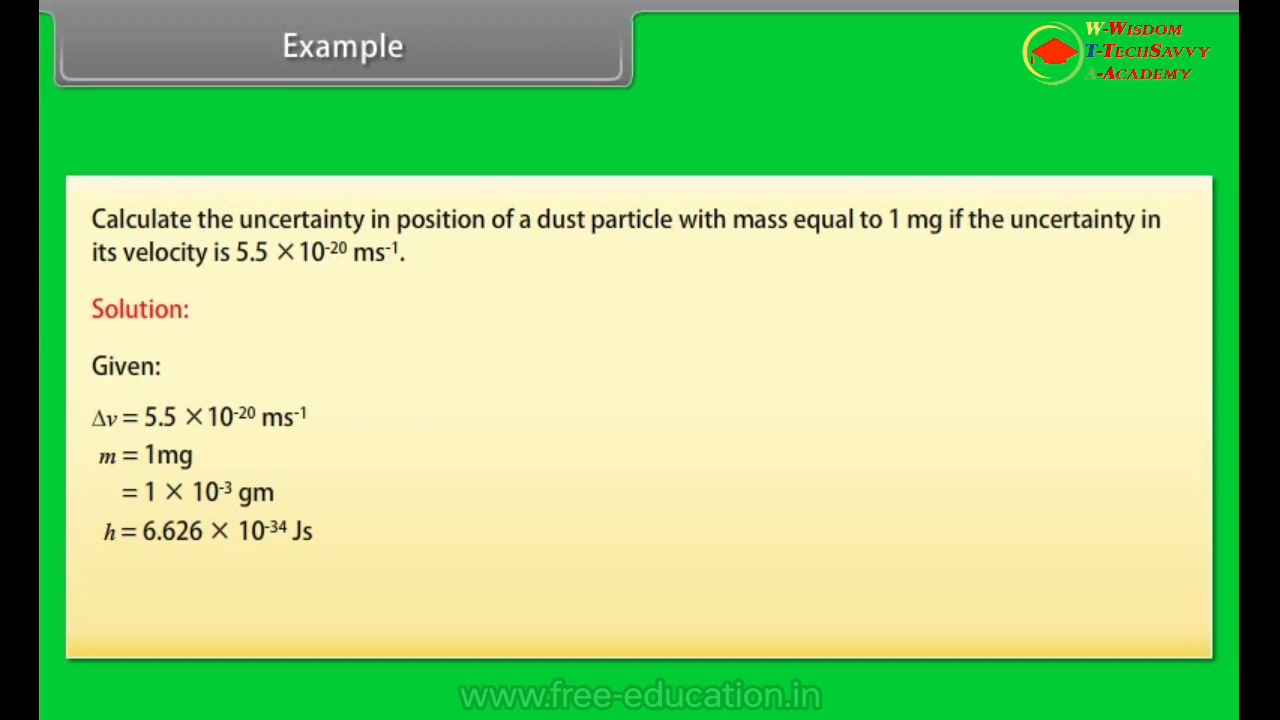 Example
W-Wisdom
T-TechSavvy
A-Academy
Calculate the uncertainty in position of a dust particle with mass equal to 1 mg if the uncertainty in
its velocity is 5.5 ×10⁻²⁰ ms⁻¹.
Solution:
Given:
Δv = 5.5 ×10⁻²⁰ ms⁻¹
m = 1mg
= 1 × 10⁻³ gm
h = 6.626 × 10⁻³⁴ Js
www.free-education.in